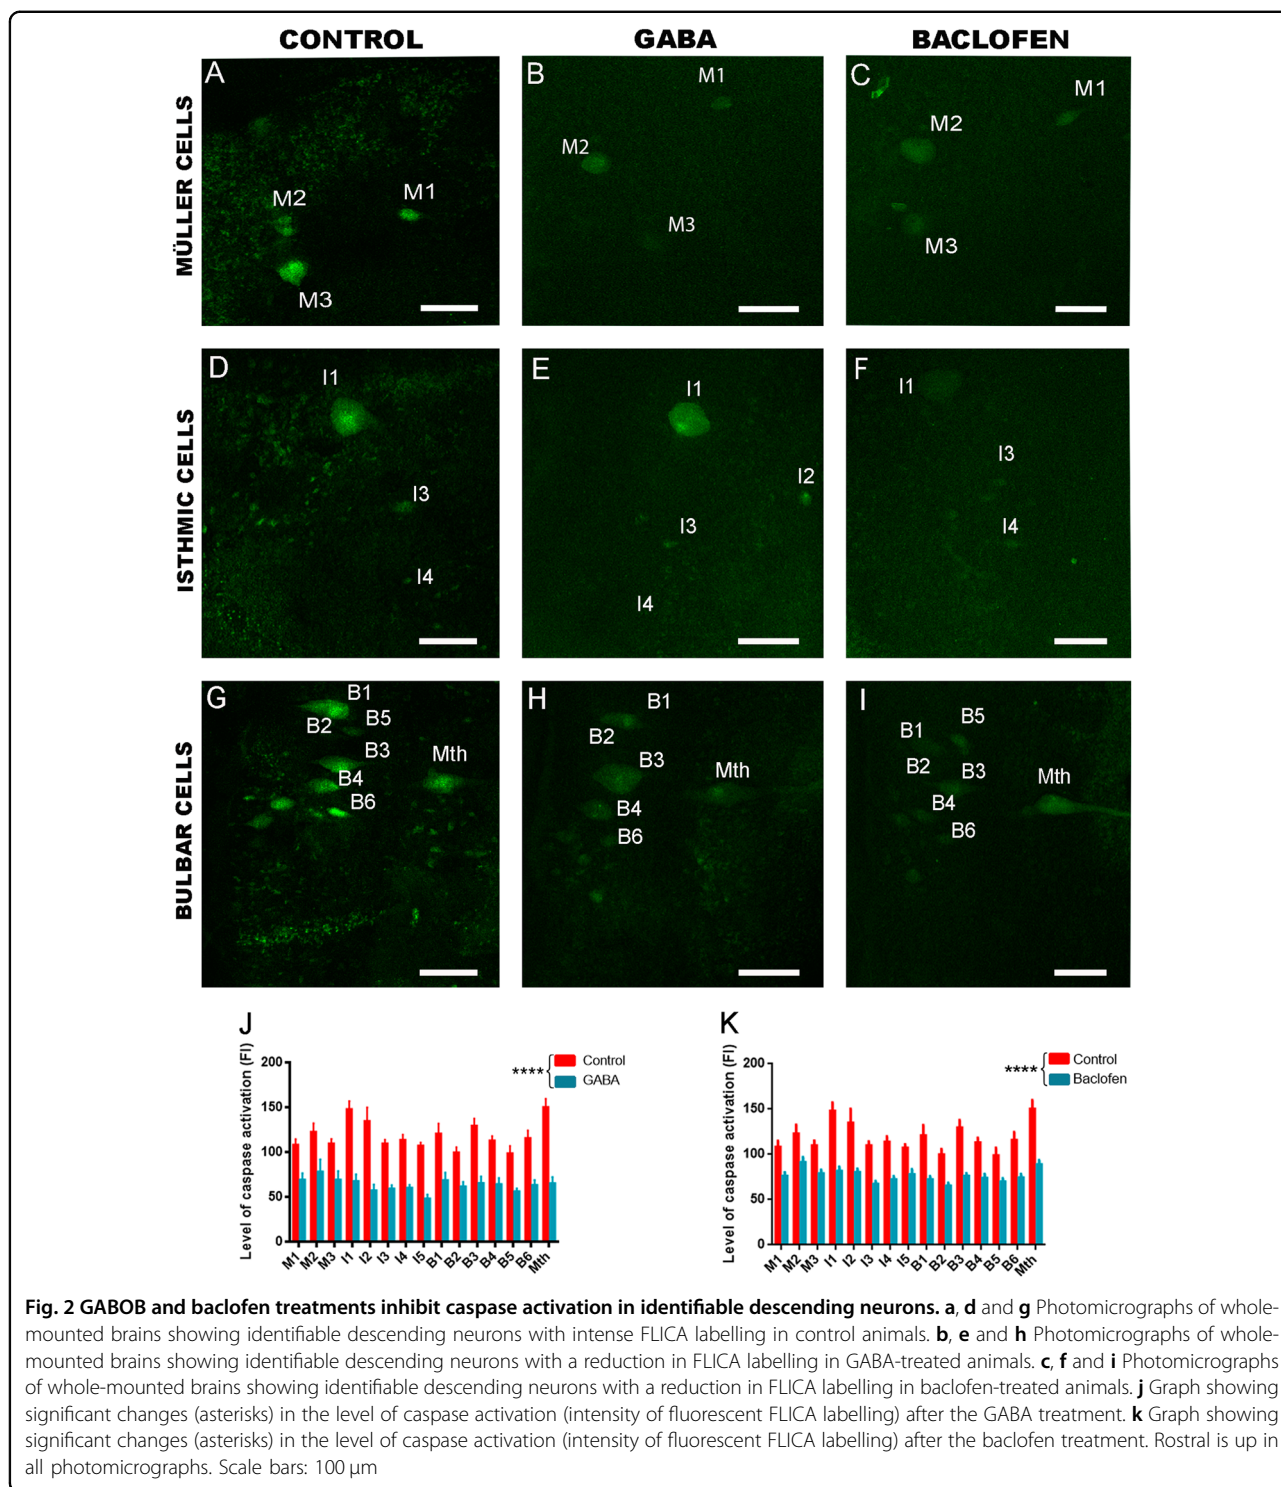 CONTROL GABA BACLOFEN
MÜLLER CELLS
A
M2
M1
M3
B
M1
M2
M3
C
M1
M2
M3
ISTHMIC CELLS
D
I1
I3
I4
E
I1
I2
I3
I4
F
I1
I3
I4
BULBAR CELLS
G
B1
B2
B5
B3
Mth
B4
B6
H
B1
B2
B3
Mth
B4
B6
I
B5
B1
B2
B3
Mth
B4
B6
J
Level of caspase activation (FI)
200
150
100
50
0
**** Control
GABA
M1 M2 M3 I1 I2 I3 I4 I5 B1 B2 B3 B4 B5 B6 Mth
K
Level of caspase activation (FI)
200
150
100
50
0
**** Control
Baclofen
M1 M2 M3 I1 I2 I3 I4 I5 B1 B2 B3 B4 B5 B6 Mth
Fig. 2 GABOB and baclofen treatments inhibit caspase activation in identifiable descending neurons. a, d and g Photomicrographs of whole-
mounted brains showing identifiable descending neurons with intense FLICA labelling in control animals. b, e and h Photomicrographs of whole-
mounted brains showing identifiable descending neurons with a reduction in FLICA labelling in GABA-treated animals. c, f and i Photomicrographs
of whole-mounted brains showing identifiable descending neurons with a reduction in FLICA labelling in baclofen-treated animals. j Graph showing
significant changes (asterisks) in the level of caspase activation (intensity of fluorescent FLICA labelling) after the GABA treatment. k Graph showing
significant changes (asterisks) in the level of caspase activation (intensity of fluorescent FLICA labelling) after the baclofen treatment. Rostral is up in
all photomicrographs. Scale bars: 100 µm